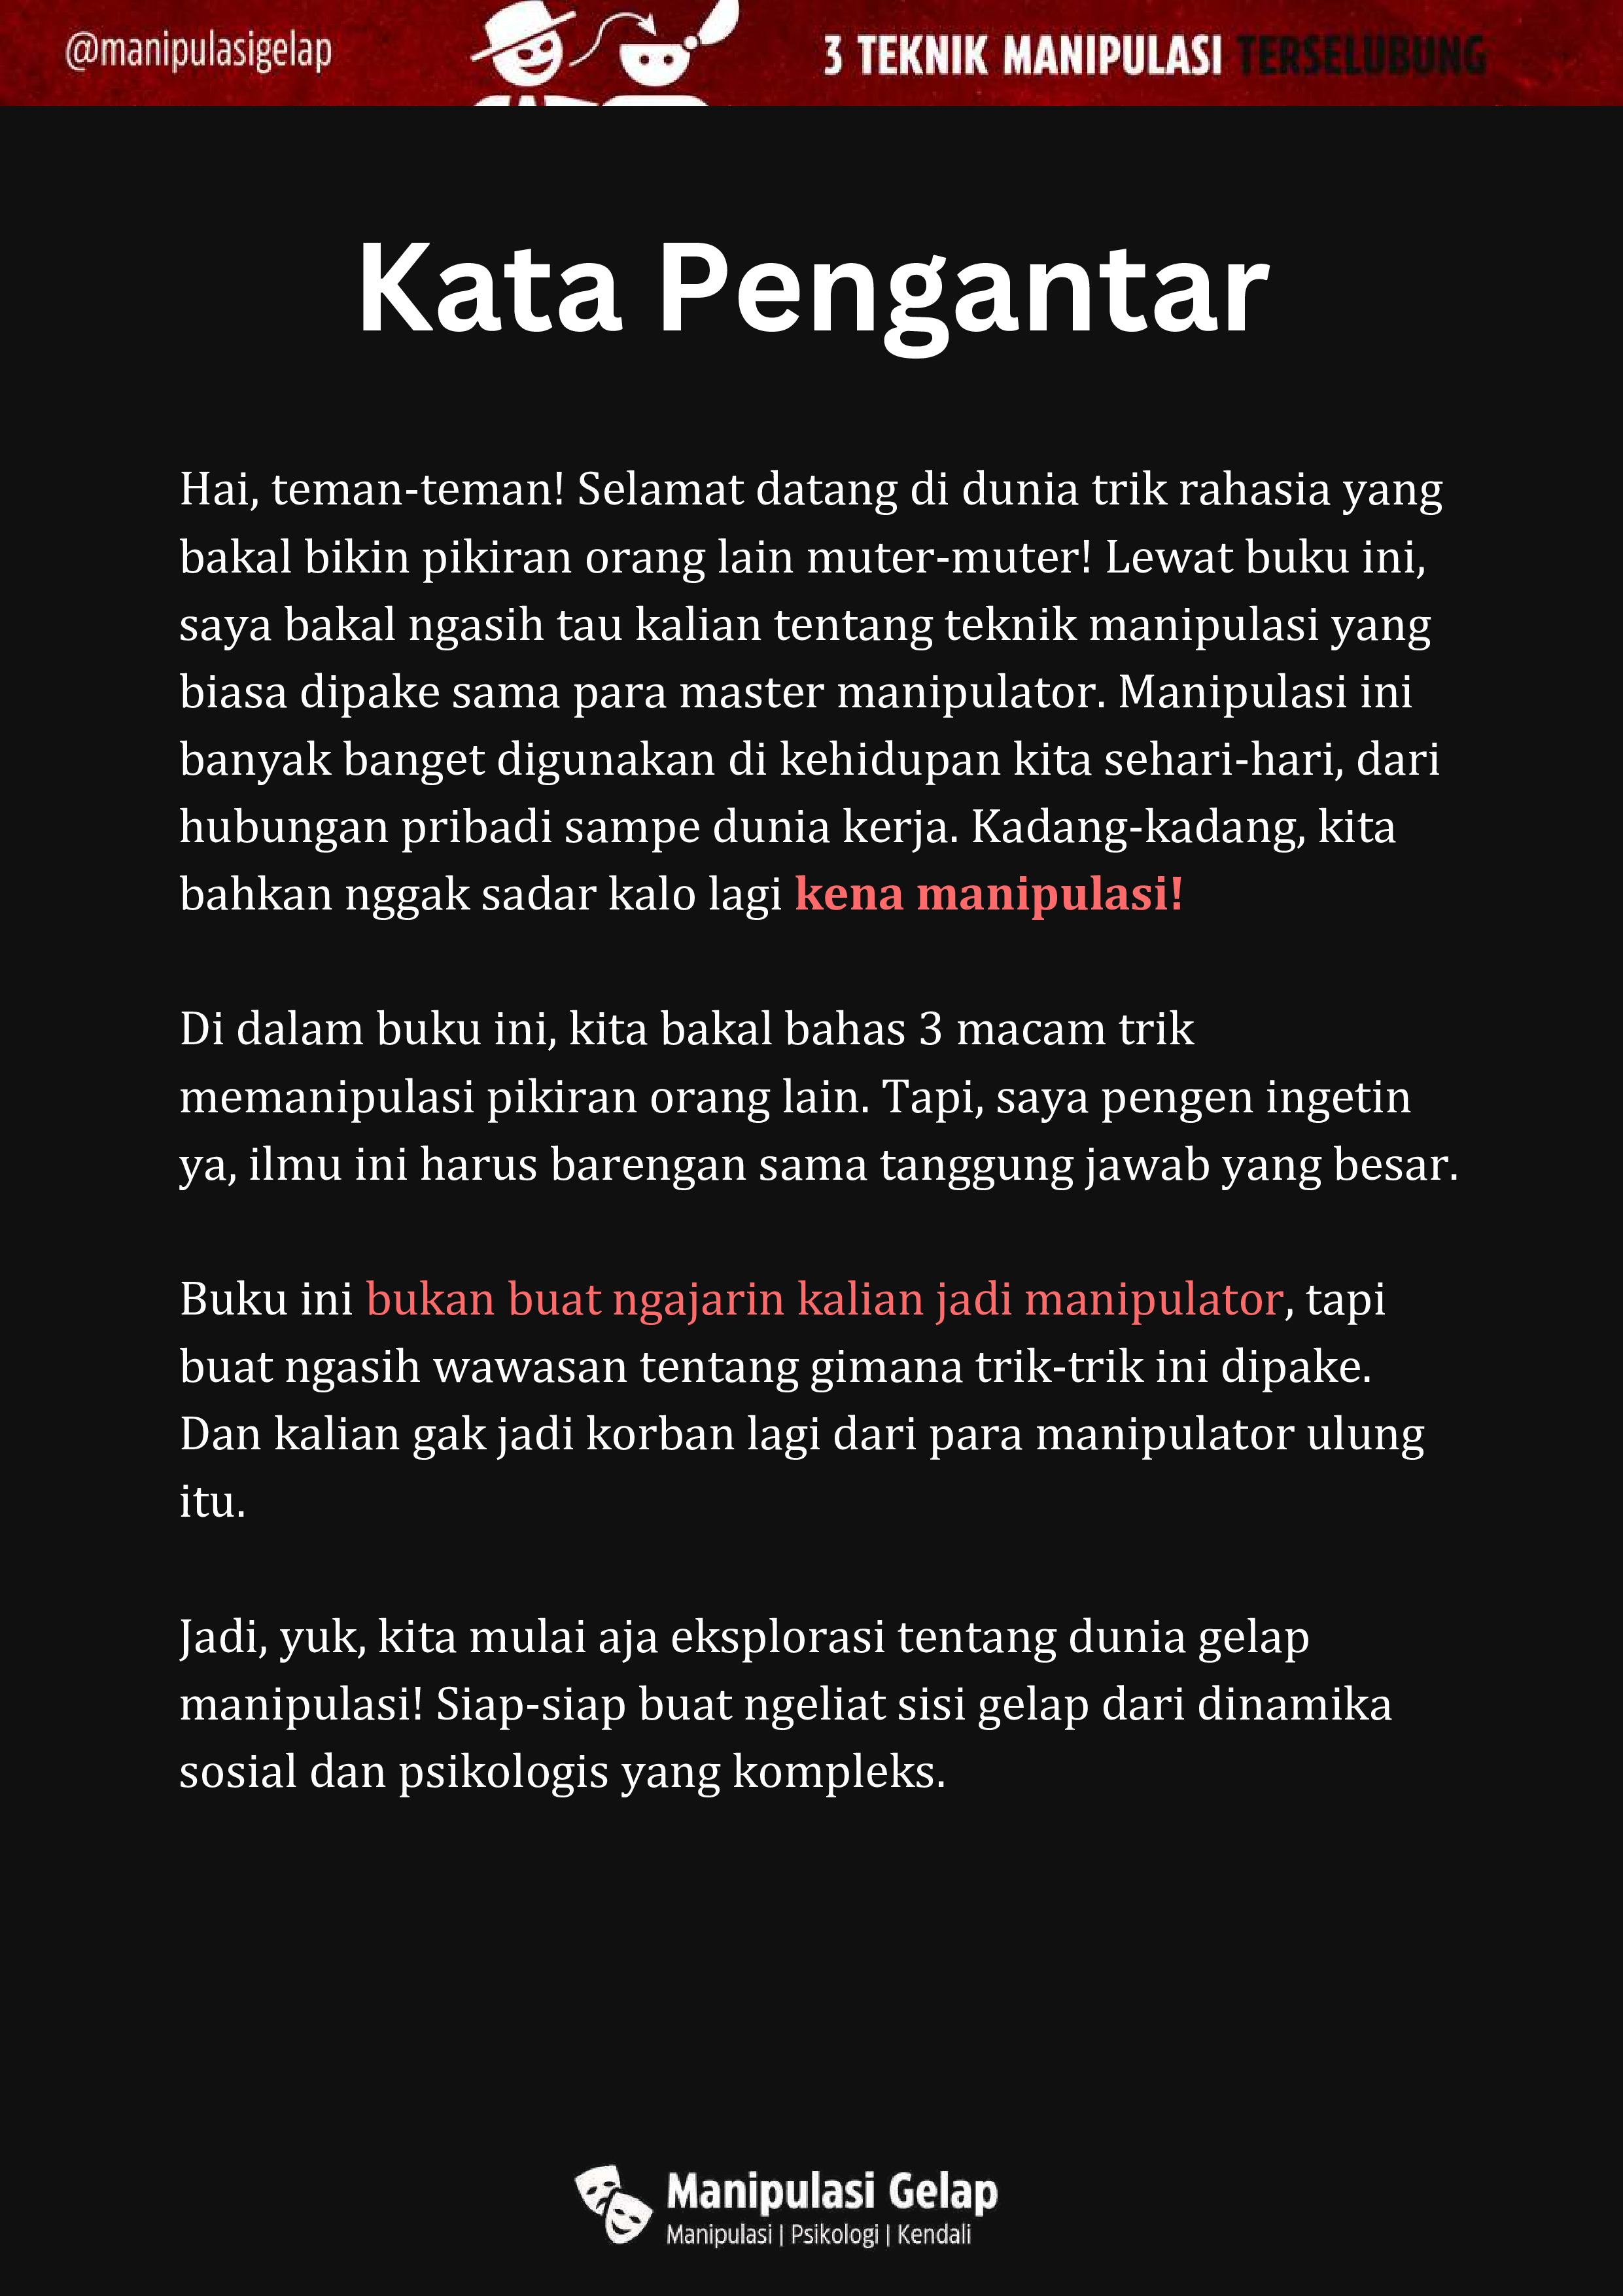 @manipulasigelap
3 TEKNIK MANIPULASI TERSELUBUNG
Kata Pengantar
Hai, teman-teman! Selamat datang di dunia trik rahasia yang
bakal bikin pikiran orang lain muter-muter! Lewat buku ini,
saya bakal ngasih tau kalian tentang teknik manipulasi yang
biasa dipake sama para master manipulator. Manipulasi ini
banyak banget digunakan di kehidupan kita sehari-hari, dari
hubungan pribadi sampe dunia kerja. Kadang-kadang, kita
bahkan nggak sadar kalo lagi kena manipulasi!
Di dalam buku ini, kita bakal bahas 3 macam trik
memanipulasi pikiran orang lain. Tapi, saya pengen ingetin
ya, ilmu ini harus barengan sama tanggung jawab yang besar.
Buku ini bukan buat ngajarin kalian jadi manipulator, tapi
buat ngasih wawasan tentang gimana trik-trik ini dipake.
Dan kalian gak jadi korban lagi dari para manipulator ulung
itu.
Jadi, yuk, kita mulai aja eksplorasi tentang dunia gelap
manipulasi! Siap-siap buat ngeliat sisi gelap dari dinamika
sosial dan psikologis yang kompleks.
Manipulasi Gelap
Manipulasi | Psikologi | Kendali